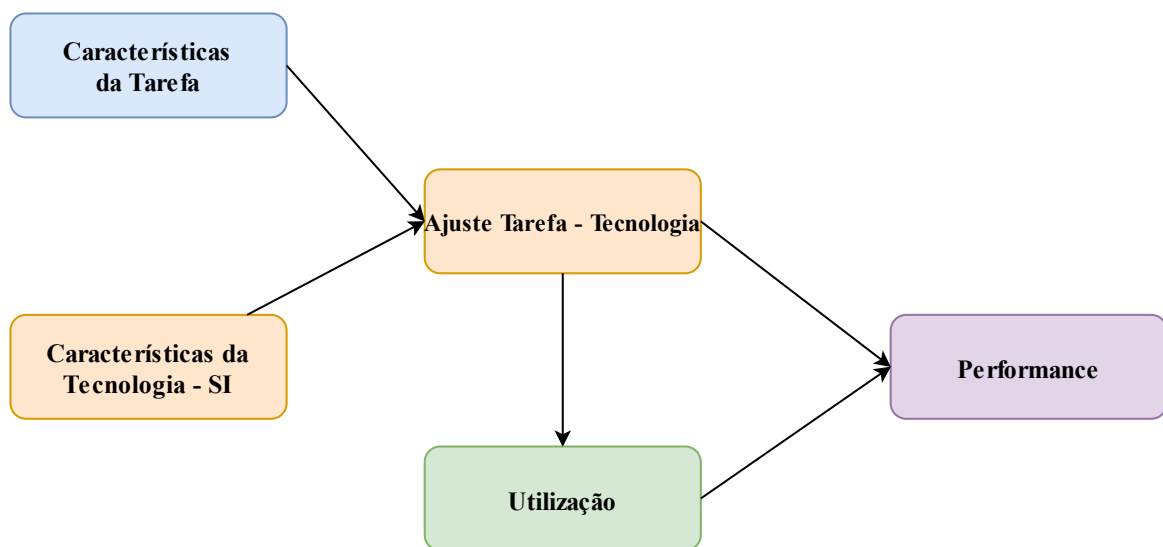 Características
da Tarefa
Ajuste Tarefa - Tecnologia
Características da
Tecnologia - SI
Performance
Utilização